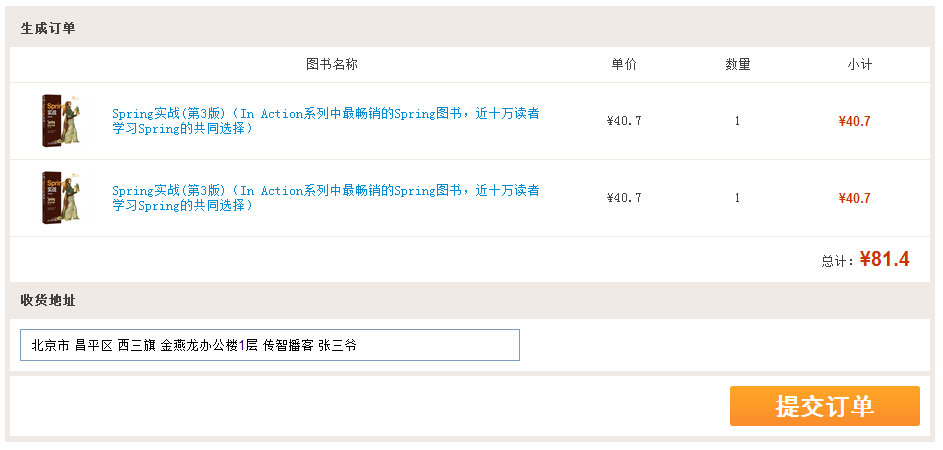 生成订单
图书名称 单价 数量 小计
Spring实战(第3版)（In Action系列中最畅销的Spring图书，近十万读者
学习Spring的共同选择）
¥40.7 1 ¥40.7
Spring实战(第3版)（In Action系列中最畅销的Spring图书，近十万读者
学习Spring的共同选择）
¥40.7 1 ¥40.7
总计：¥81.4
收货地址
北京市 昌平区 西三旗 金燕龙办公楼1层 传智播客 张三爷
提交订单